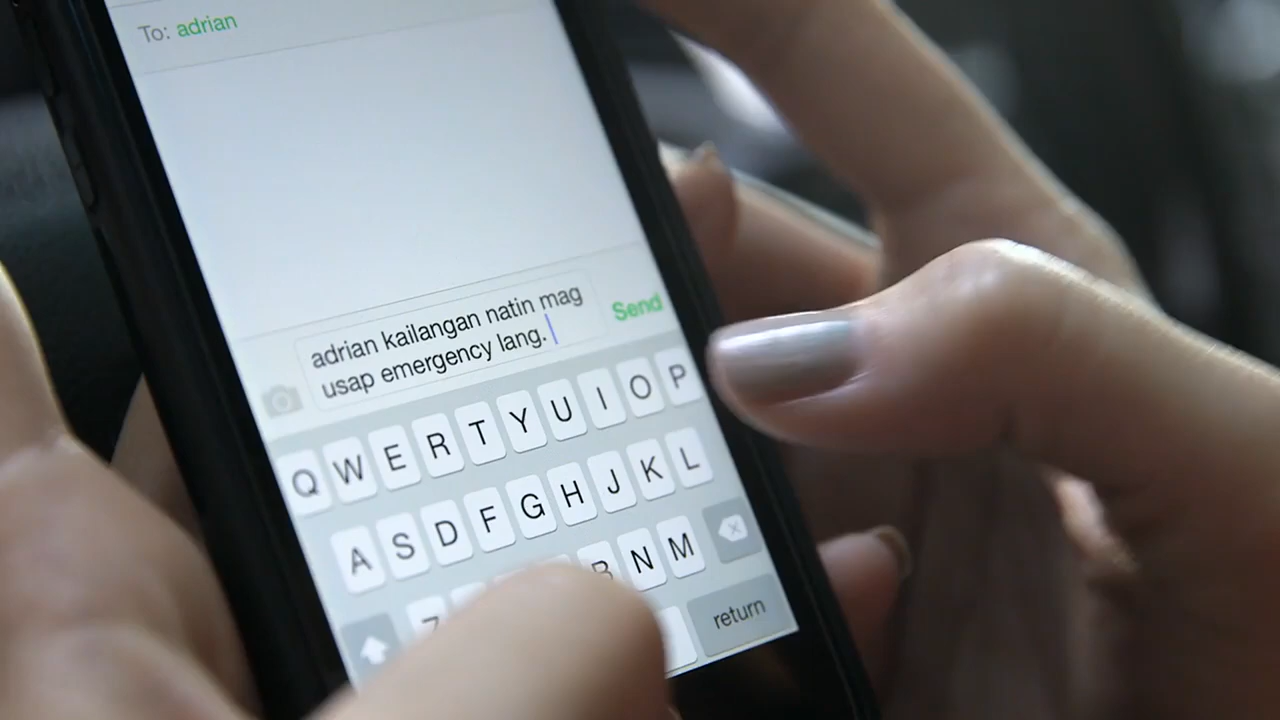 To: adrian
adrian kailangan natin mag
usap emergency lang.
Send
Q W E R T Y U I O P
A S D F G H J K L
Z B N M
return